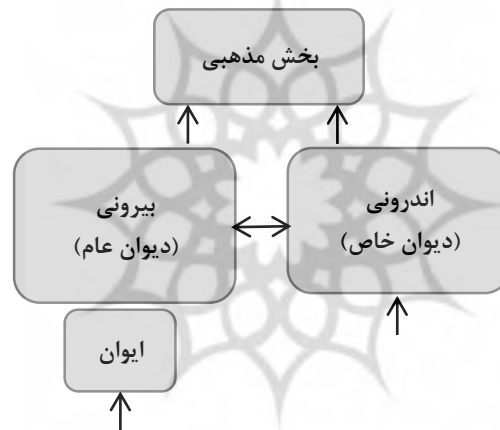 بخش مذهبی
اندرونی
(دیوان خاص)
بیرونی
(دیوان عام)
ایوان